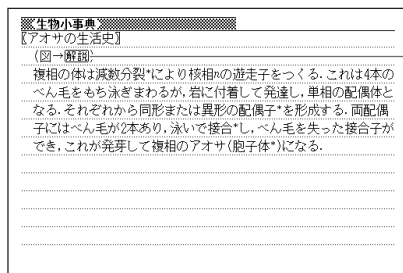 生物小事典
〖アオサの生活史〗
(図→解説)
複相の体は減数分裂*により核相nの遊走子をつくる.これは4本の
べん毛をもち泳ぎまわるが,岩に付着して発達し,単相の配偶体と
なる.それぞれから同形または異形の配偶子*を形成する.両配偶
子にはべん毛が2本あり,泳いで接合*し,べん毛を失った接合子が
でき,これが発芽して複相のアオサ(胞子体*)になる.